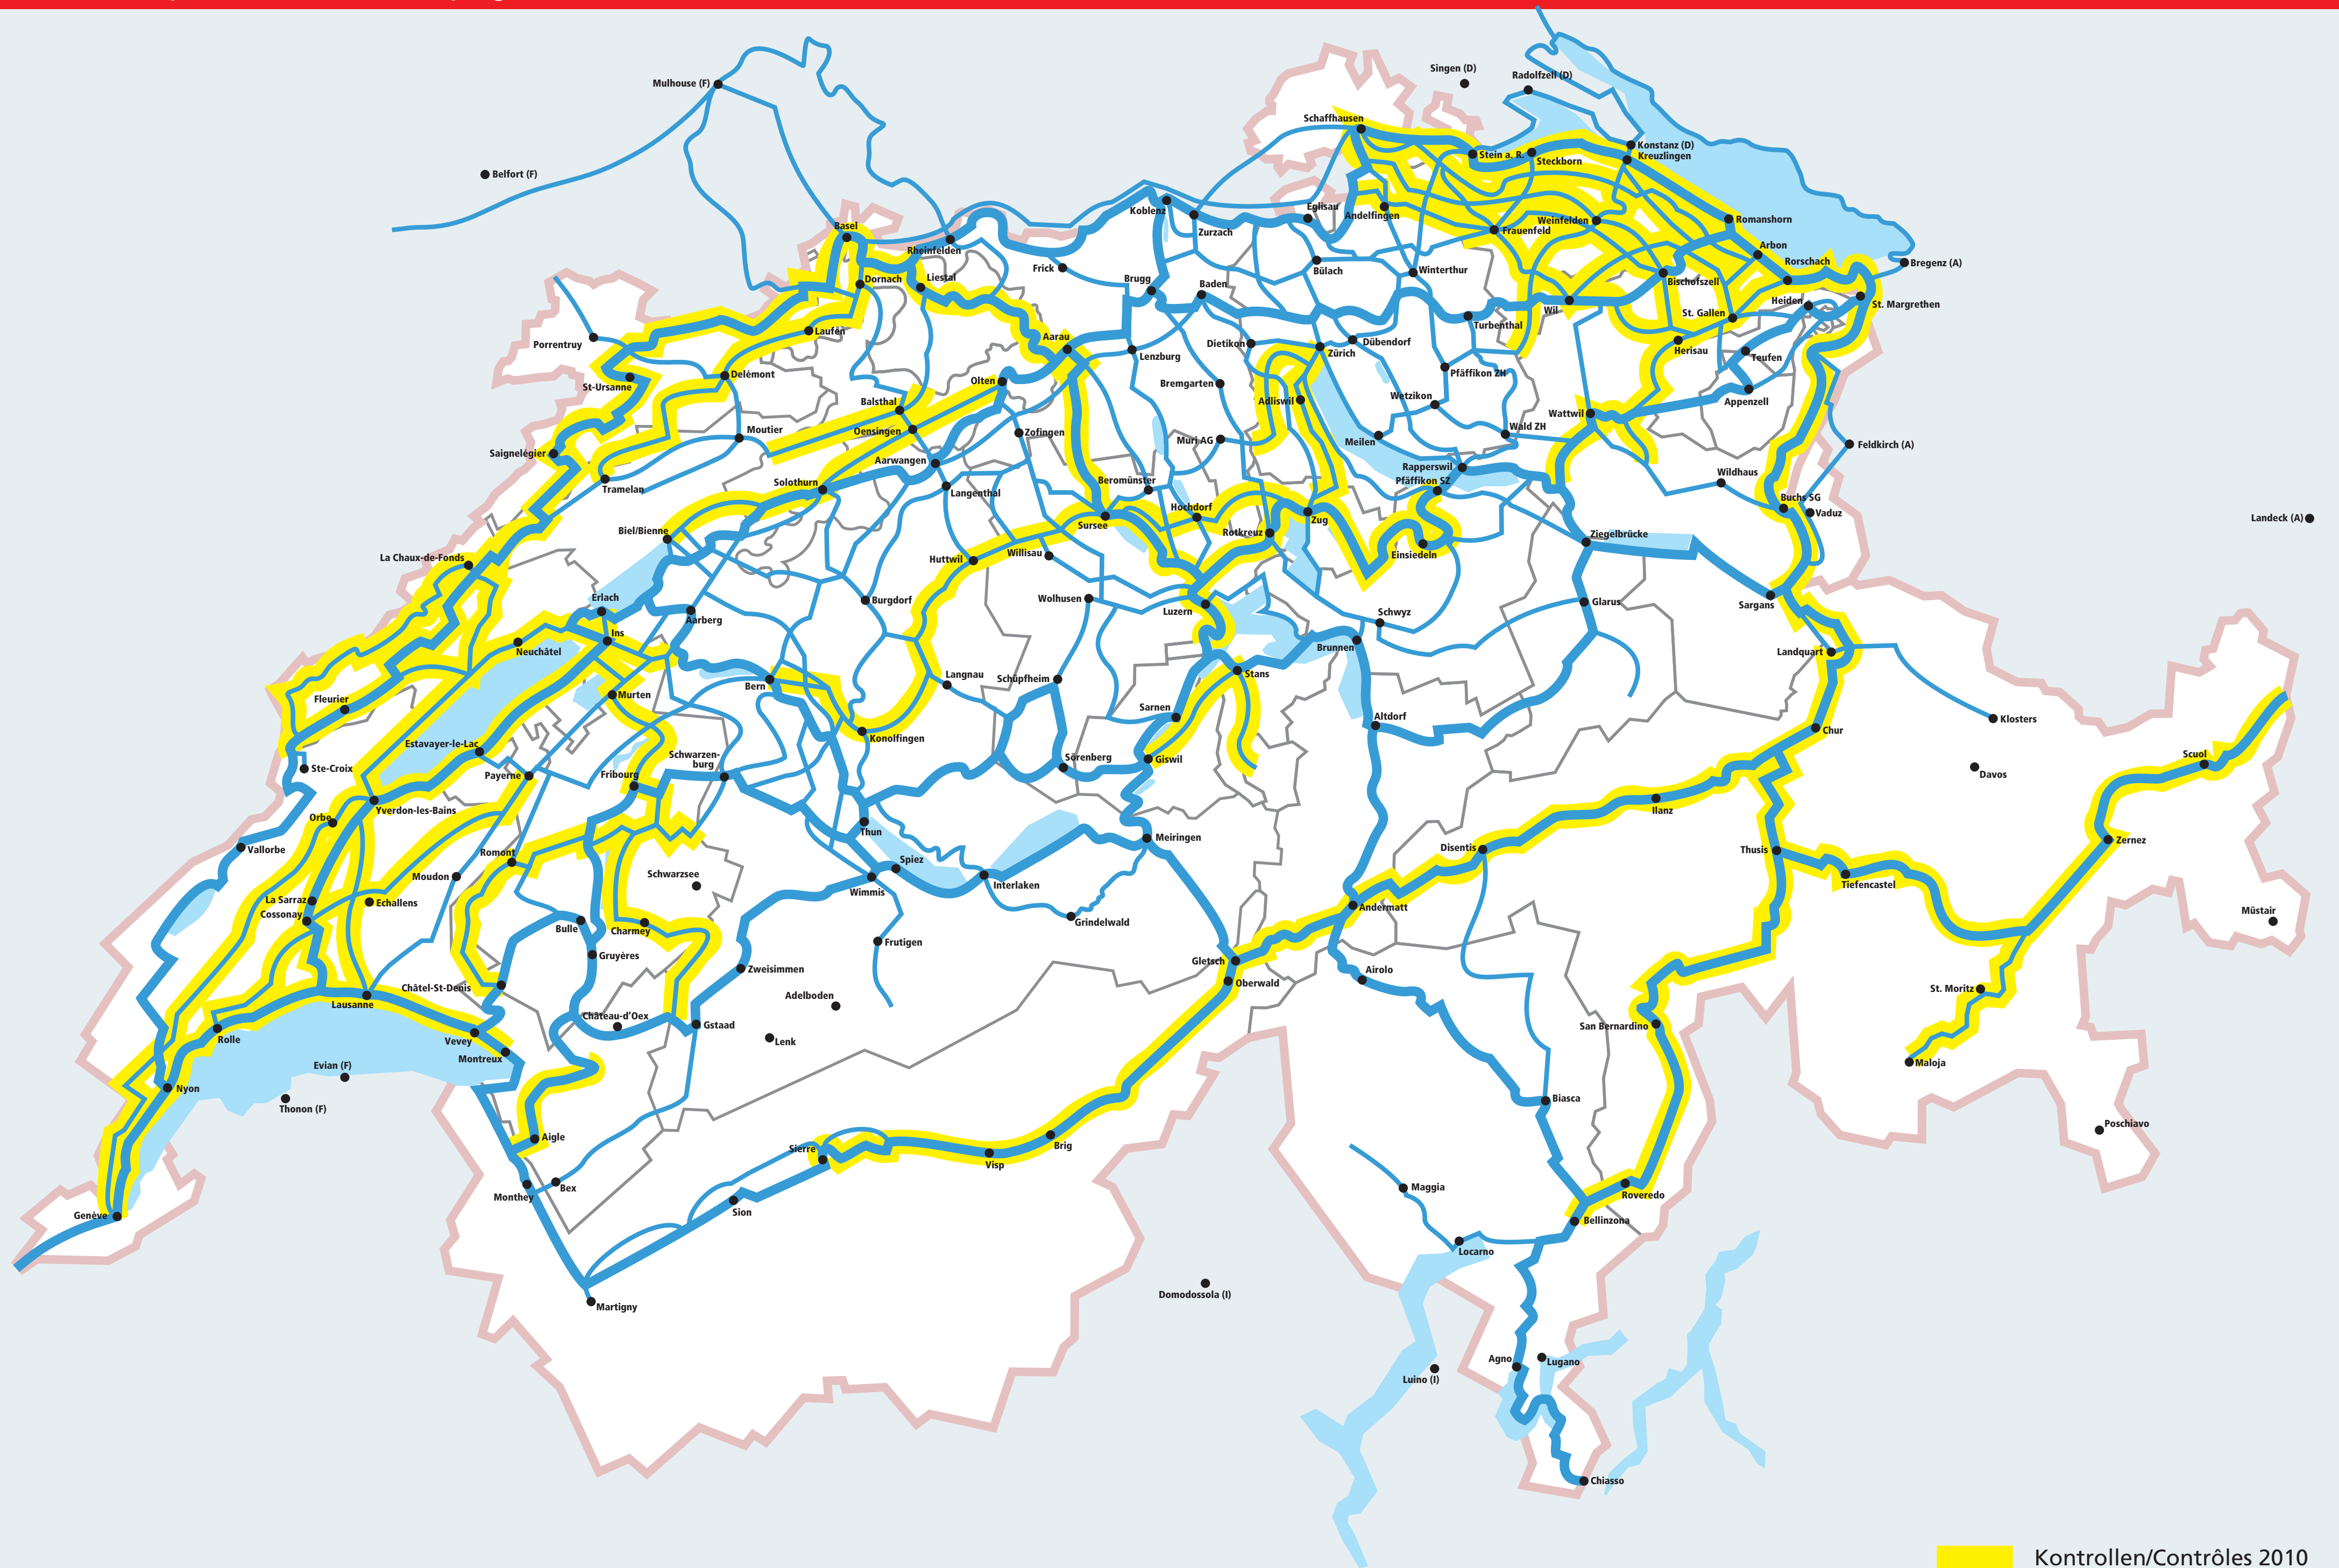 Mulhouse (F)
Belfort (F)
Singen (D)
Radolfzell (D)
Schaffhausen
Stein a. R.
Steckborn
Konstanz (D)
Kreuzlingen
Koblenz
Zurzach
Eglisau
Andelfingen
Frauenfeld
Weinfelden
Romanshorn
Arbon
Rorschach
Bregenz (A)
Basel
Rheinfelden
Dornach
Liestal
Frick
Brugg
Baden
Bülach
Winterthur
Bischofszell
Heiden
St. Margrethen
St. Gallen
Wil
Turbenthal
Porrentruy
Laufen
Aarau
Lenzburg
Dietikon
Zürich
Dübendorf
Herisau
Teufen
St-Ursanne
Delémont
Olten
Bremgarten
Pfäffikon ZH
Appenzell
Balsthal
Oensingen
Zofingen
Adliswil
Wetzikon
Wattwil
Moutier
Muri AG
Meilen
Wald ZH
Feldkirch (A)
Saignelégier
Tramelan
Aarwangen
Rapperswil
Pfäffikon SZ
Wildhaus
Solothurn
Langenthal
Beromünster
Hochdorf
Buchs SG
Vaduz
Landeck (A)
Biel/Bienne
Sursee
Rotkreuz
Zug
Einsiedeln
Ziegelbrücke
La Chaux-de-Fonds
Huttwil
Willisau
Erlach
Aarberg
Burgdorf
Wolhusen
Luzern
Schwyz
Glarus
Sargans
Ins
Neuchâtel
Brunnen
Landquart
Bern
Langnau
Schüpfheim
Stans
Fleurier
Murten
Sarnen
Altdorf
Klosters
Chur
Konolfingen
Estavayer-le-Lac
Ste-Croix
Payerne
Fribourg
Schwarzen-
burg
Sörenberg
Giswil
Davos
Scuol
Yverdon-les-Bains
Orbe
Ilanz
Vallorbe
Romont
Thun
Meiringen
Disentis
Thusis
Zernez
Moudon
Schwarzsee
Spiez
Wimmis
Interlaken
Tiefencastel
La Sarraz
Cossonay
Echallens
Bulle
Charmey
Grindelwald
Andermatt
Müstair
Gruyères
Frutigen
Gletsch
Oberwald
Airolo
Zweisimmen
Châtel-St-Denis
Lausanne
Adelboden
St. Moritz
Château-d'Oex
Gstaad
Lenk
San Bernardino
Rolle
Vevey
Montreux
Maloja
Evian (F)
Nyon
Thonon (F)
Biasca
Poschiavo
Aigle
Sierre
Visp
Brig
Monthey
Bex
Maggia
Roveredo
Genève
Sion
Bellinzona
Locarno
Domodossola (I)
Martigny
Agno
Lugano
Luino (I)
Chiasso
Kontrollen/Contrôles 2010